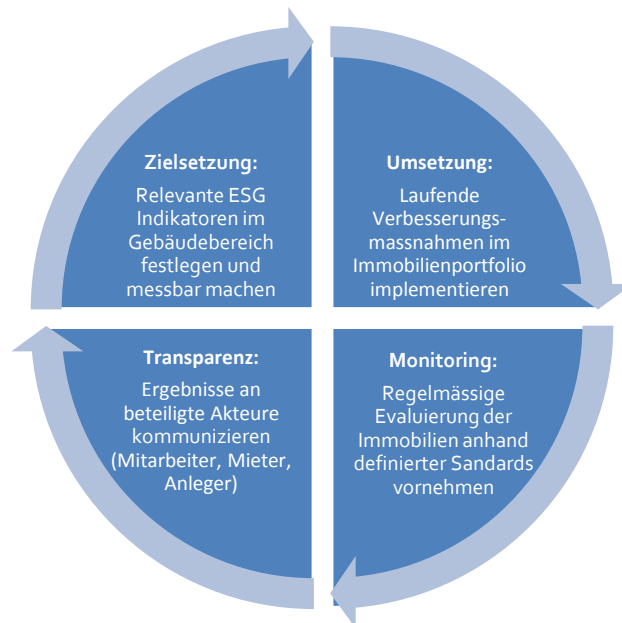 Zielsetzung:
Relevante ESG
Indikatoren im
Gebäudebereich
festlegen und
messbar machen
Umsetzung:
Laufende
Verbesserungs-
massnahmen im
Immobilienportfolio
implementieren
Transparenz:
Ergebnisse an
beteiligte Akteure
kommunizieren
(Mitarbeiter, Mieter,
Anleger)
Monitoring:
Regelmässige
Evaluierung der
Immobilien anhand
definierter Sandards
vornehmen